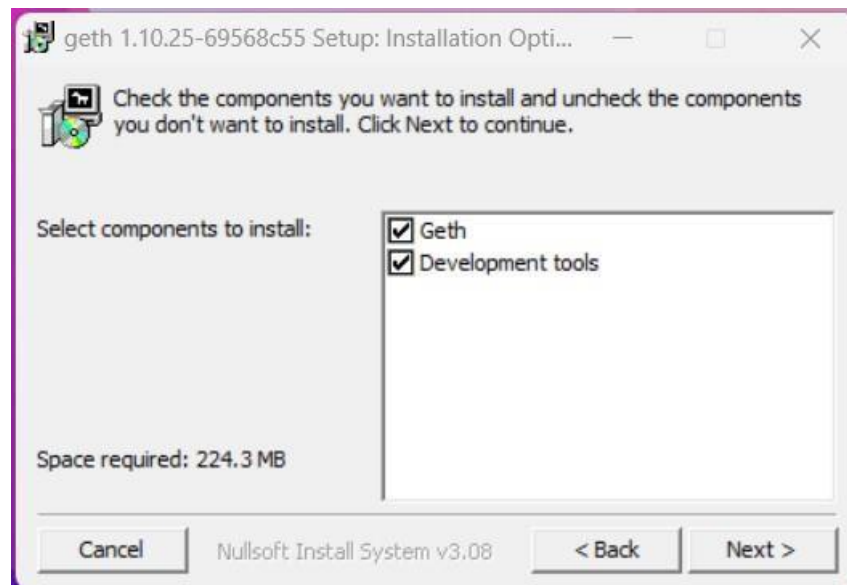 geth 1.10.25-69568c55 Setup: Installation Opti...
Check the components you want to install and uncheck the components
you don't want to install. Click Next to continue.
Select components to install:
Geth
Development tools
Space required: 224.3 MB
Cancel
Nullsoft Install System v3.08
< Back
Next >